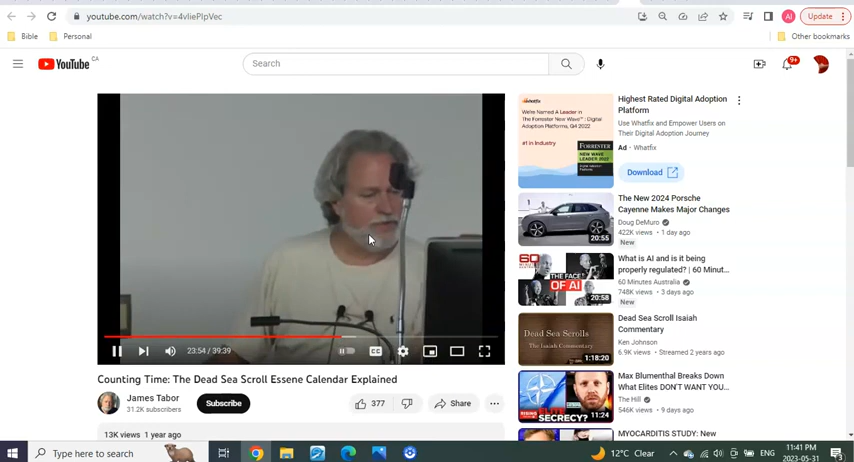 youtube.com/watch?v=4vIiePlpVec
AI
Update
Bible
Personal
Other bookmarks
YouTube CA
Search
9+
23:54 / 39:39
CC
Counting Time: The Dead Sea Scroll Essene Calendar Explained
James Tabor
31.2K subscribers
Subscribe
377
Share
13K views 1 year ago
whatfix
We're Named A Leader in
The Forrester New Wave™: Digital
Adoption Platforms, Q4 2022
#1 in Industry
FORRESTER
NEW WAVE
LEADER 2022
Highest Rated Digital Adoption
Platform
Use Whatfix and Empower Users on
Their Digital Adoption Journey
Ad • Whatfix
Download
20:55
The New 2024 Porsche
Cayenne Makes Major Changes
Doug DeMuro
422K views • 1 day ago
New
60
MINUTES
THE FACE
OF AI
20:58
What is AI and is it being
properly regulated? | 60 Minut...
60 Minutes Australia
748K views • 3 days ago
New
Dead Sea Scrolls
The Isaiah Commentary
1:18:20
Dead Sea Scroll Isaiah
Commentary
Ken Johnson
6.9K views • Streamed 2 years ago
ELITE
SECRECY?
11:24
Max Blumenthal Breaks Down
What Elites DON'T WANT YOU...
The Hill
546K views • 9 days ago
MYOCARDITIS STUDY: New
Type here to search
12°C Clear
ENG
11:41 PM
2023-05-31
3